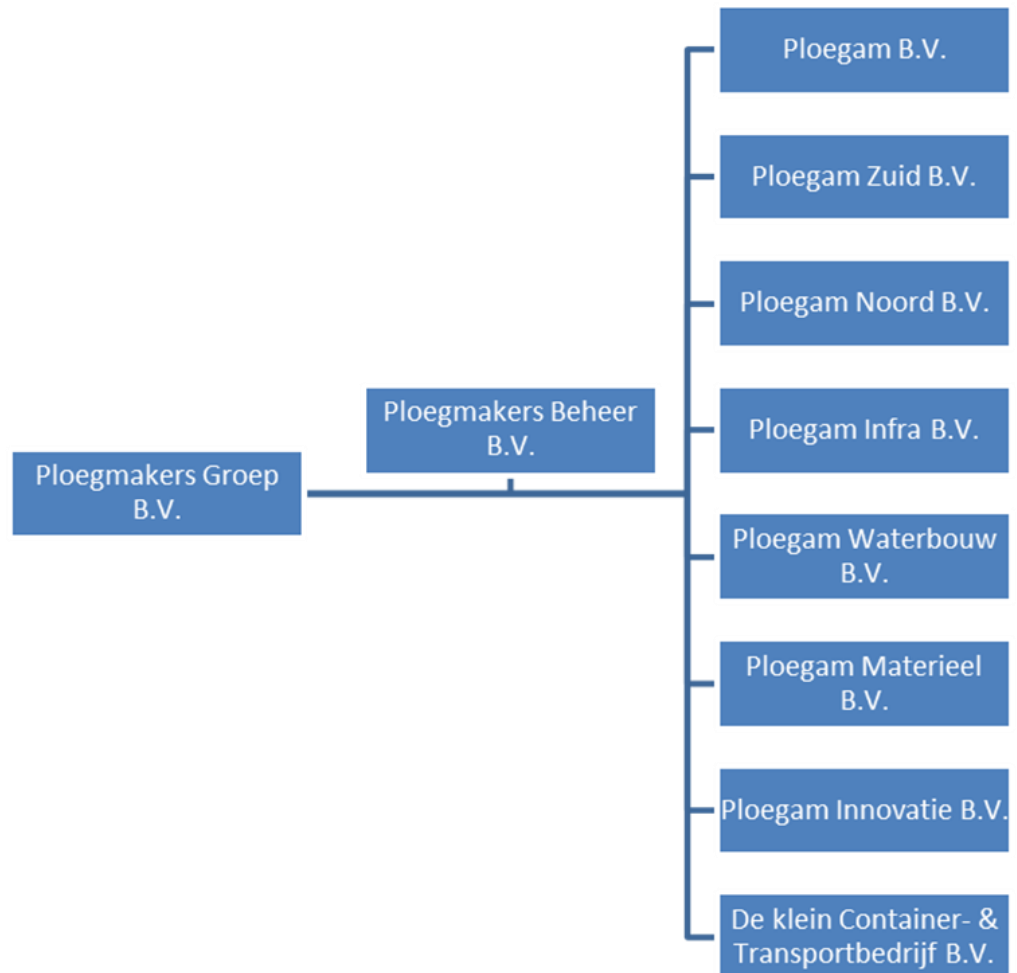 Ploegam B.V.
Ploegam Zuid B.V.
Ploegam Noord B.V.
Ploegmakers Beheer
B.V.
Ploegam Infra B.V.
Ploegmakers Groep
B.V.
Ploegam Waterbouw
B.V.
Ploegam Materieel
B.V.
Ploegam Innovatie B.V.
De klein Container- &
Transportbedrijf B.V.